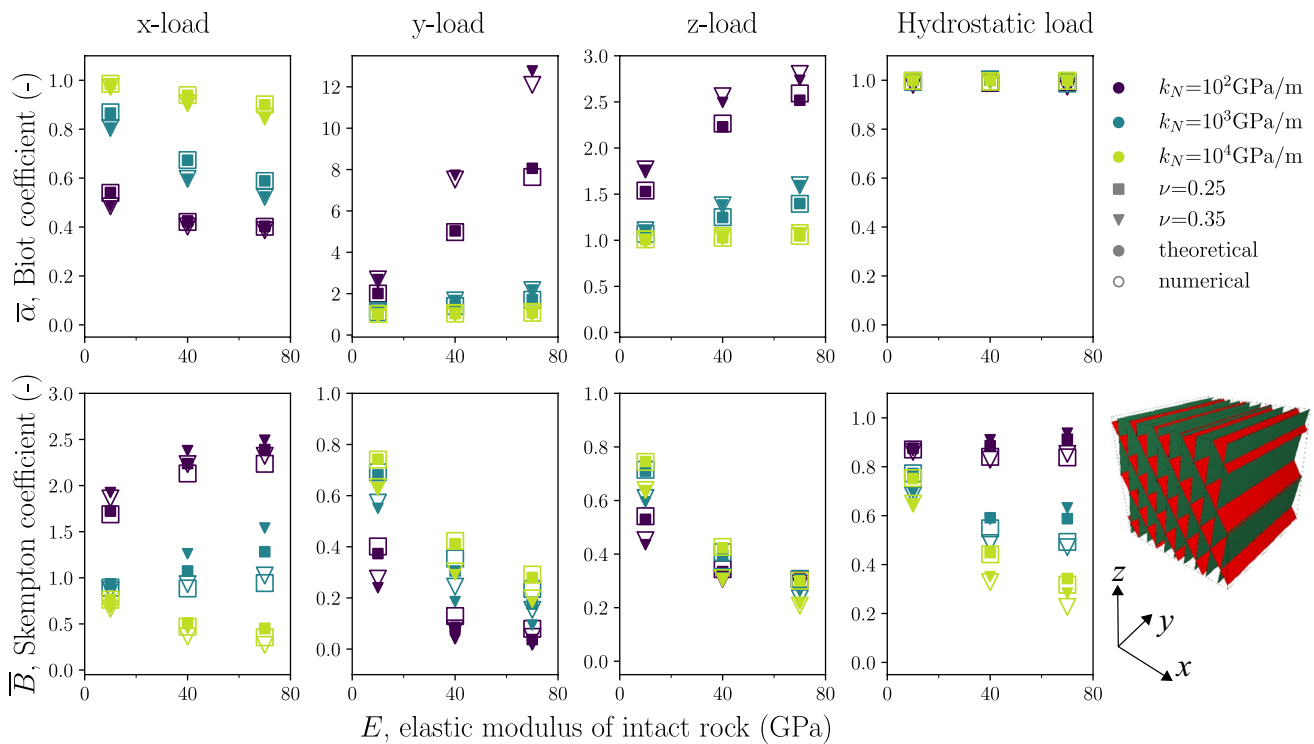 x-load y-load z-load Hydrostatic load
$\overline{\alpha}$, Biot coefficient (-)
1.0
0.8
0.6
0.4
0.2
0.0
0 40 80
12
10
8
6
4
2
0
0 40 80
3.0
2.5
2.0
1.5
1.0
0.5
0.0
0 40 80
1.0
0.8
0.6
0.4
0.2
0.0
0 40 80
$k_N$=10²GPa/m
$k_N$=10³GPa/m
$k_N$=10⁴GPa/m
ν=0.25
ν=0.35
theoretical
numerical
$\overline{B}$, Skempton coefficient (-)
3.0
2.5
2.0
1.5
1.0
0.5
0.0
0 40 80
1.0
0.8
0.6
0.4
0.2
0.0
0 40 80
1.0
0.8
0.6
0.4
0.2
0.0
0 40 80
1.0
0.8
0.6
0.4
0.2
0.0
0 40 80
z
y
x
E, elastic modulus of intact rock (GPa)